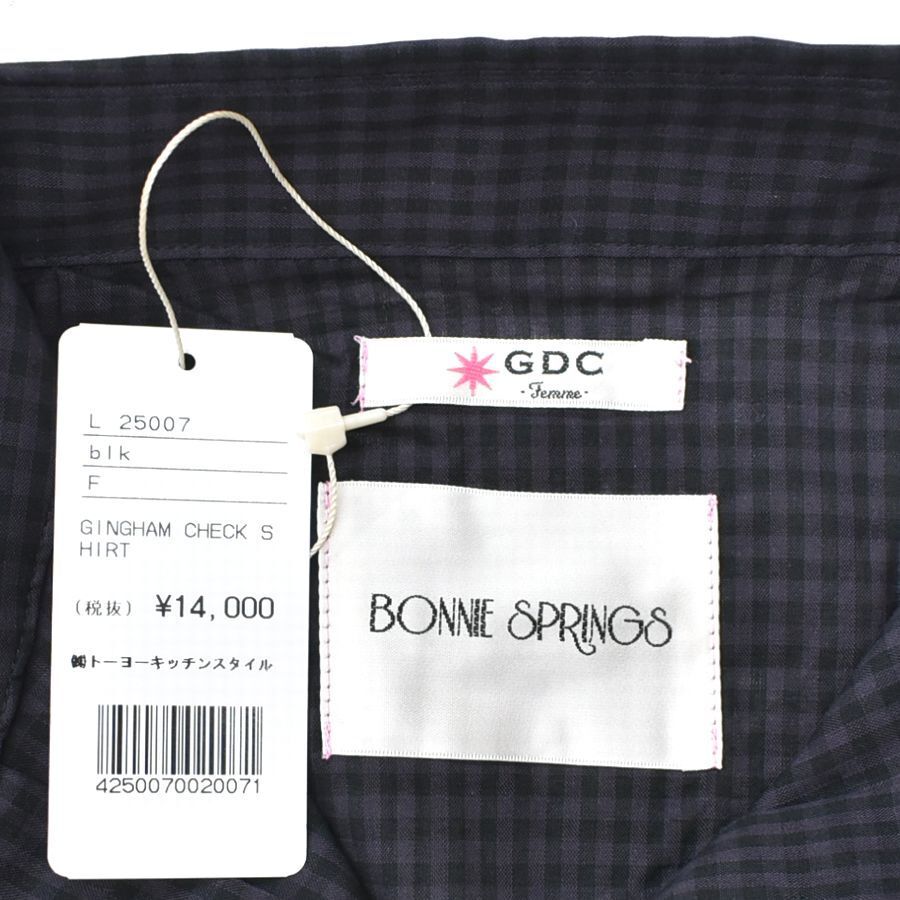 L 25007
blk
F
GINGHAM CHECK S
HIRT
(税抜) ¥14,000
㈱トーヨーキッチンスタイル
4250070020071
GDC
-Femme-
BONNIE SPRINGS